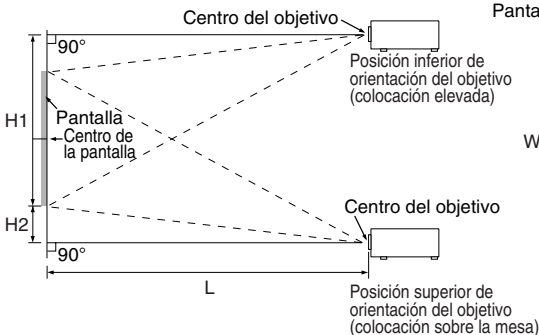 Centro del objetivo
Panta
90°
Posición inferior de
orientación del objetivo
(colocación elevada)
H1
Pantalla
Centro de
la pantalla
W
Centro del objetivo
H2
90°
L
Posición superior de
orientación del objetivo
(colocación sobre la mesa)